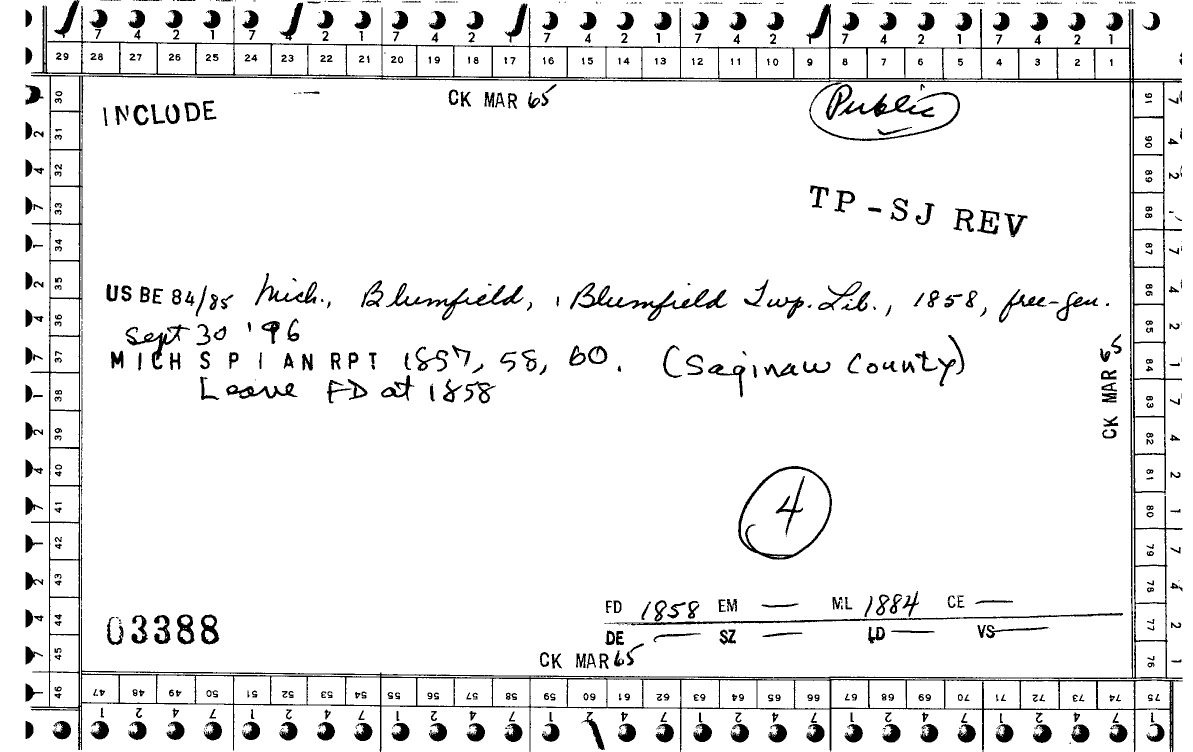 7 4 2 1 7 4 2 1 7 4 2 1 7 4 2 1 7 4 2 1 7 4 2 1 7 4 2 1
29 28 27 26 25 24 23 22 21 20 19 18 17 16 15 14 13 12 11 10 9 8 7 6 5 4 3 2 1
INCLUDE
CK MAR 65
Public
TP-SJ REV
US BE 84/85 Mich., Blumfield, , Blumfield Twp. Lib., 1858, free-gen.
Sept 30 '96
MICH S P I AN RPT 1857, 58, 60. (Saginaw County)
Leave FD at 1858
CK MAR 65
4
03388
FD 1858 EM — ML 1884 CE —
DE — SZ — LD — VS —
CK MAR 65
30 31 32 33 34 35 36 37 38 39 40 41 42 43 44 45 46
91 90 89 88 87 86 85 84 83 82 81 80 79 78 77 76 75
47 48 49 50 51 52 53 54 55 56 57 58 59 60 61 62 63 64 65 66 67 68 69 70 71 72 73 74
1 2 4 7 1 2 4 7 1 2 4 7 1 2 4 7 1 2 4 7 1 2 4 7 1 2 4 7